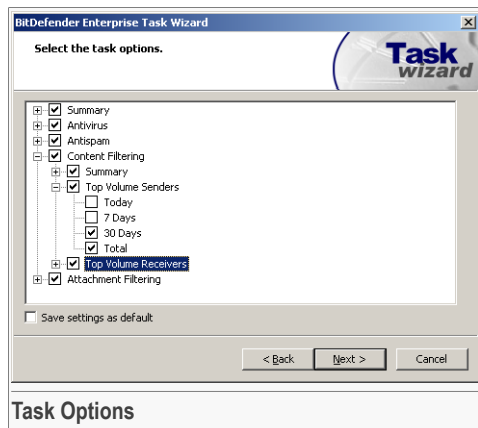 BitDefender Enterprise Task Wizard
Select the task options.
Task
wizard
Summary
Antivirus
Antispam
Content Filtering
Summary
Top Volume Senders
Today
7 Days
30 Days
Total
Top Volume Receivers
Attachment Filtering
Save settings as default
< Back
Next >
Cancel
Task Options